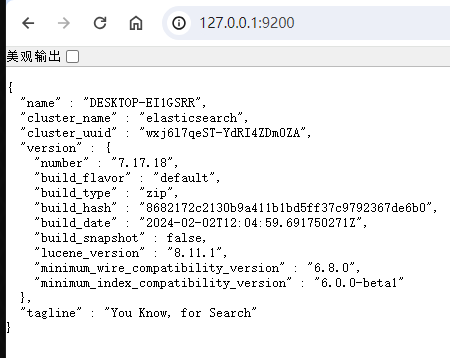 127.0.0.1:9200
美观输出
{
  "name" : "DESKTOP-EI1GSRR",
  "cluster_name" : "elasticsearch",
  "cluster_uuid" : "wxj6l7qeST-YdRI4ZDmOZA",
  "version" : {
    "number" : "7.17.18",
    "build_flavor" : "default",
    "build_type" : "zip",
    "build_hash" : "8682172c2130b9a411b1bd5ff37c9792367de6b0",
    "build_date" : "2024-02-02T12:04:59.691750271Z",
    "build_snapshot" : false,
    "lucene_version" : "8.11.1",
    "minimum_wire_compatibility_version" : "6.8.0",
    "minimum_index_compatibility_version" : "6.0.0-beta1"
  },
  "tagline" : "You Know, for Search"
}